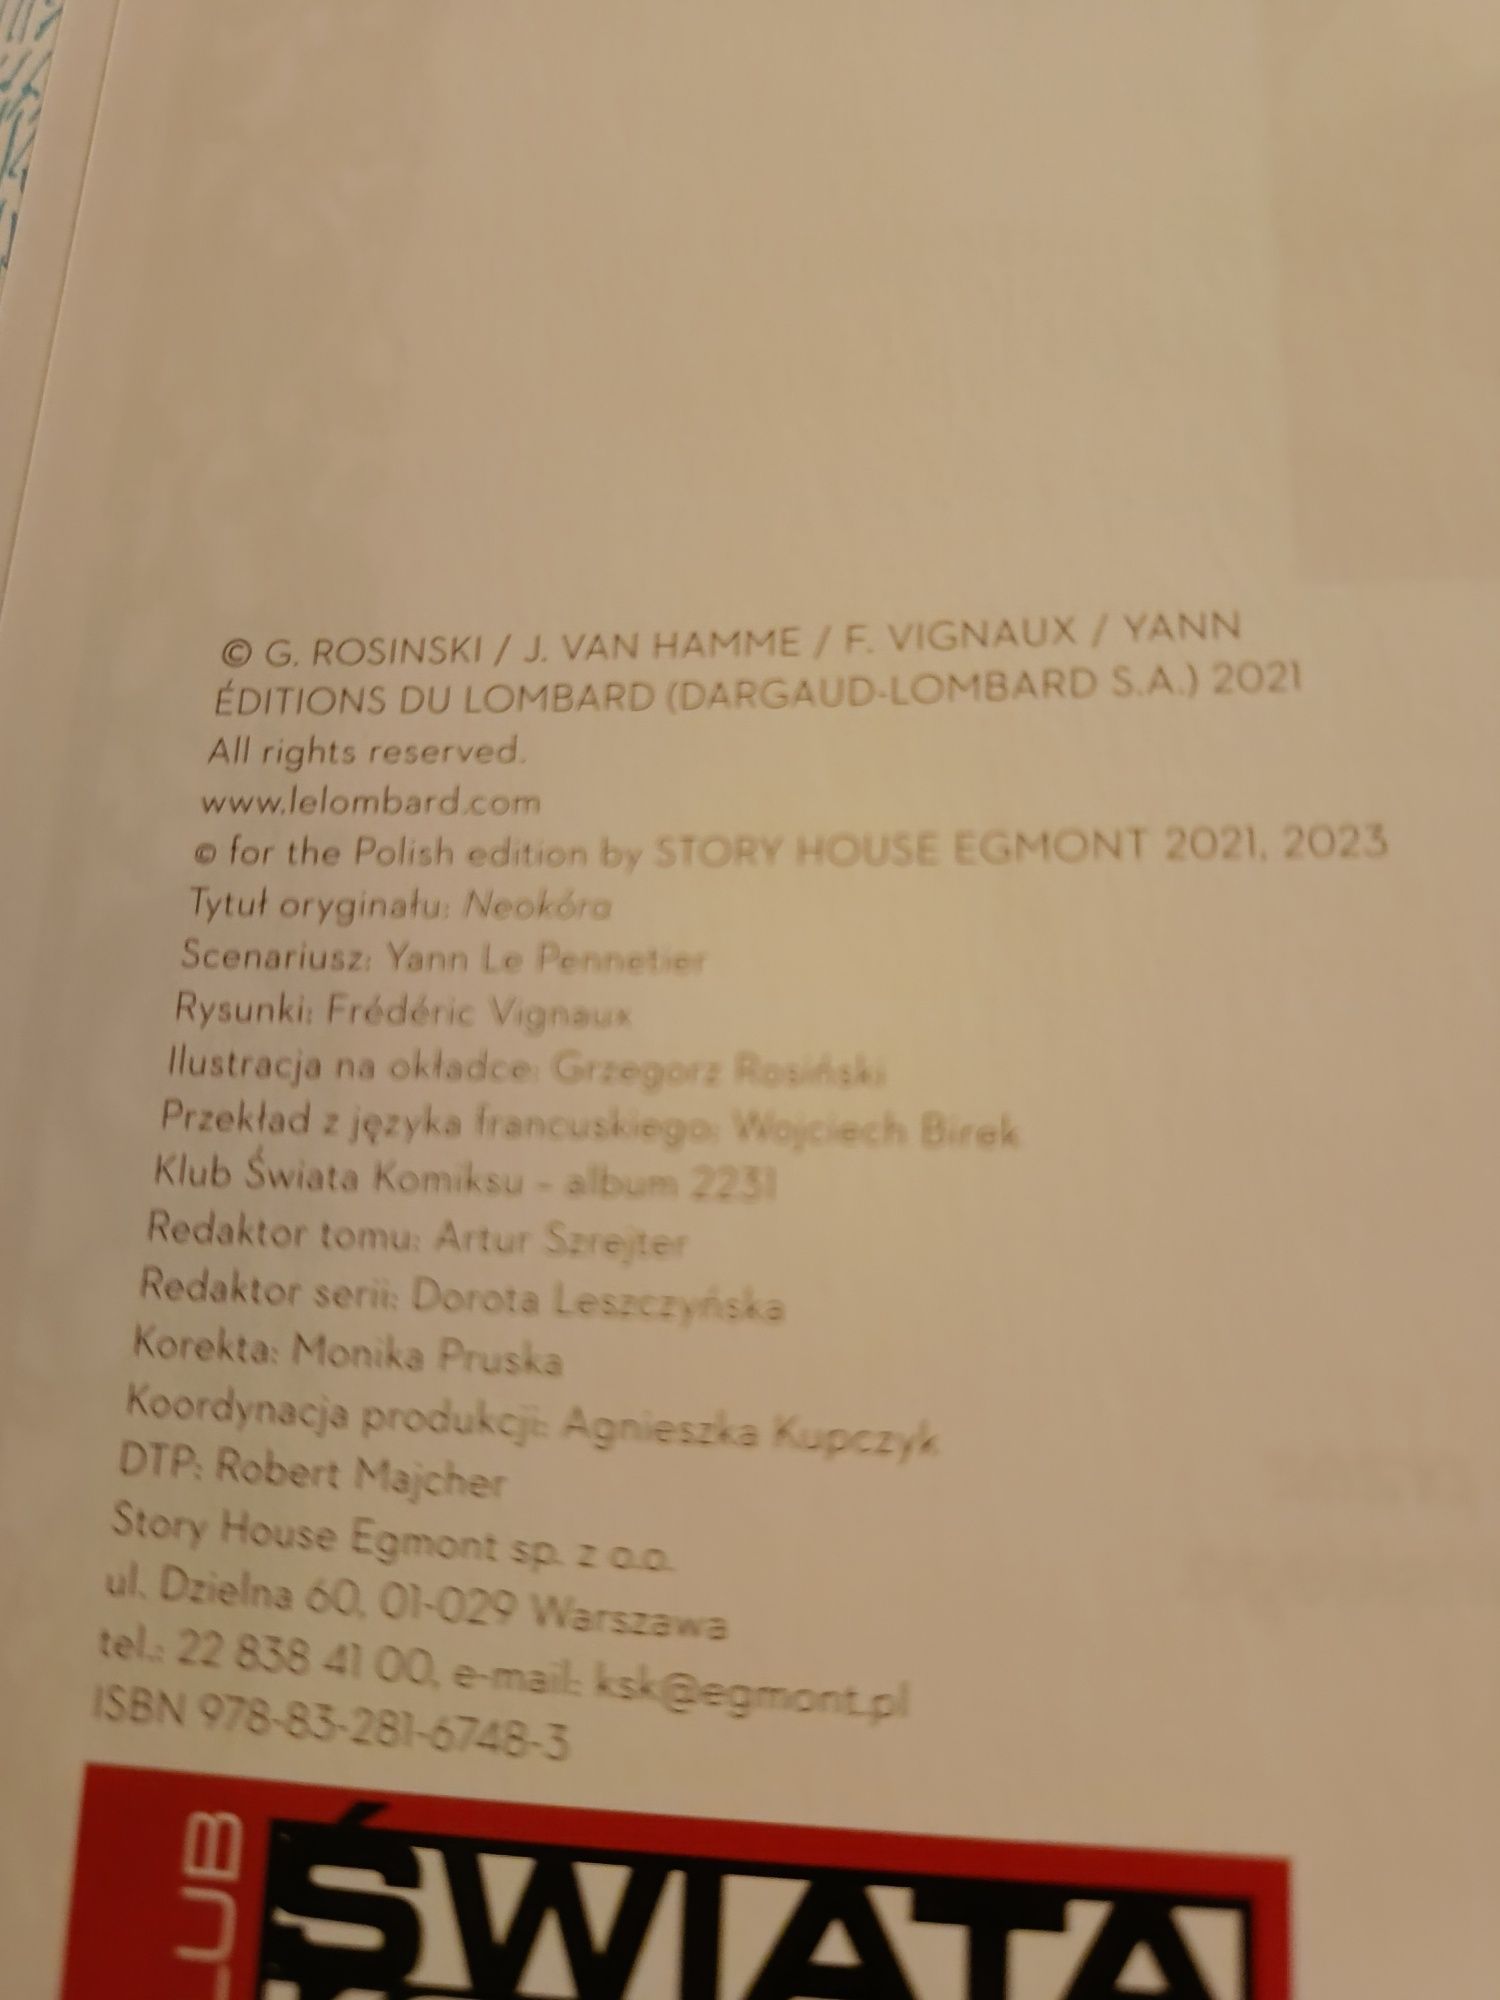 © G. ROSINSKI / J. VAN HAMME / F. VIGNAUX / YANN
ÉDITIONS DU LOMBARD (DARGAUD-LOMBARD S.A.) 2021
All rights reserved.
www.lelombard.com
© for the Polish edition by STORY HOUSE EGMONT 2021, 2023
Tytuł oryginału: Neokóra
Scenariusz: Yann Le Pennetier
Rysunki: Frédéric Vignaux
Ilustracja na okładce: Grzegorz Rosiński
Przekład z języka francuskiego: Wojciech Birek
Klub Świata Komiksu - album 2231
Redaktor tomu: Artur Szrejter
Redaktor serii: Dorota Leszczyńska
Korekta: Monika Pruska
Koordynacja produkcji: Agnieszka Kupczyk
DTP: Robert Majcher
Story House Egmont sp. z o.o.
ul. Dzielna 60, 01-029 Warszawa
tel.: 22 838 41 00, e-mail: ksk@egmont.pl
ISBN 978-83-281-6748-3
LUB
ŚWIATA